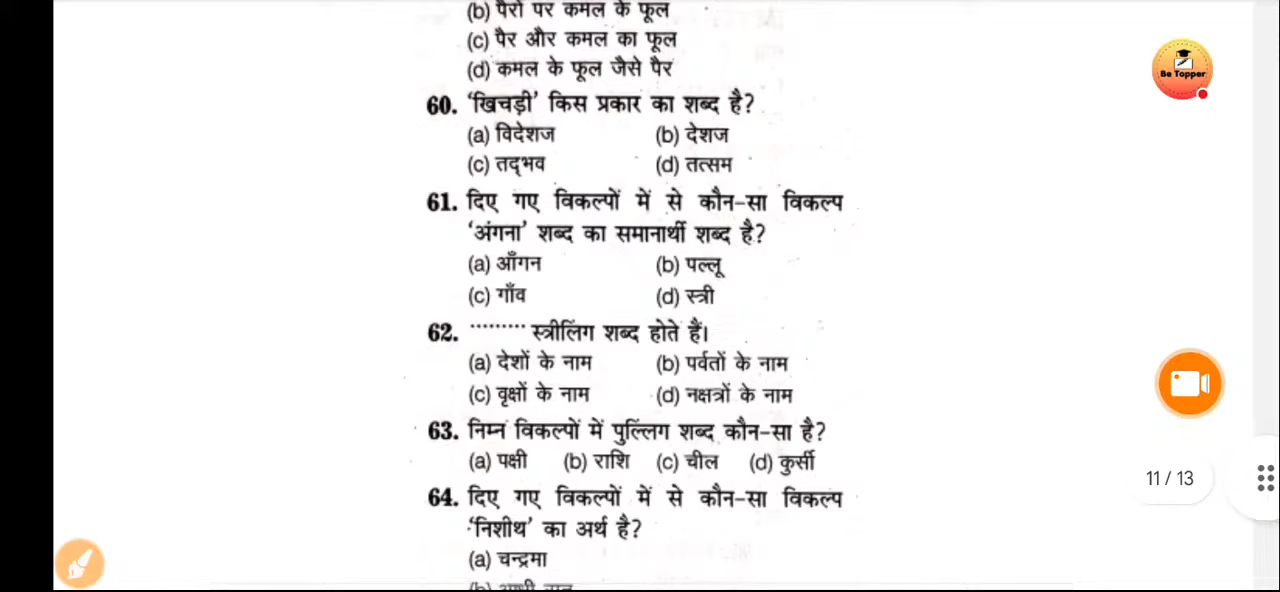 (b) पैरों पर कमल के फूल
(c) पैर और कमल का फूल
(d) कमल के फूल जैसे पैर
60. 'खिचड़ी' किस प्रकार का शब्द है?
(a) विदेशज (b) देशज
(c) तद्भव (d) तत्सम
61. दिए गए विकल्पों में से कौन-सा विकल्प
'अंगना' शब्द का समानार्थी शब्द है?
(a) आँगन (b) पल्लू
(c) गाँव (d) स्त्री
62. ········· स्त्रीलिंग शब्द होते हैं।
(a) देशों के नाम (b) पर्वतों के नाम
(c) वृक्षों के नाम (d) नक्षत्रों के नाम
63. निम्न विकल्पों में पुल्लिंग शब्द कौन-सा है?
(a) पक्षी (b) राशि (c) चील (d) कुर्सी
64. दिए गए विकल्पों में से कौन-सा विकल्प
'निशीथ' का अर्थ है?
(a) चन्द्रमा
Be Topper
11 / 13